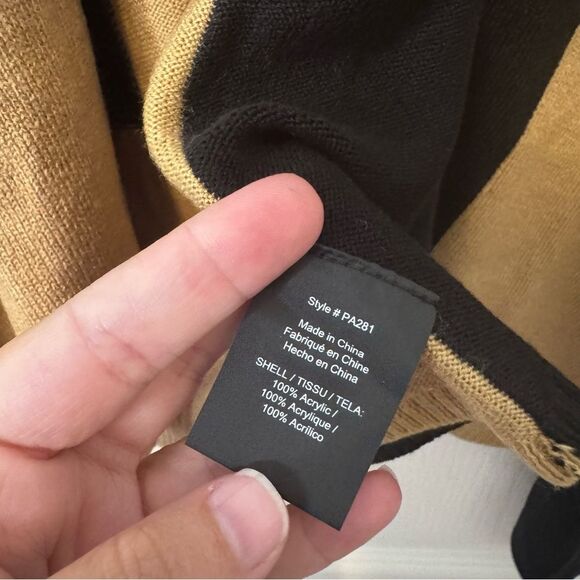 Style # PA281
Made in China
Fabriqué en Chine
Hecho en China
SHELL / TISSU / TELA:
100% Acrylic /
100% Acrylique /
100% Acrílico